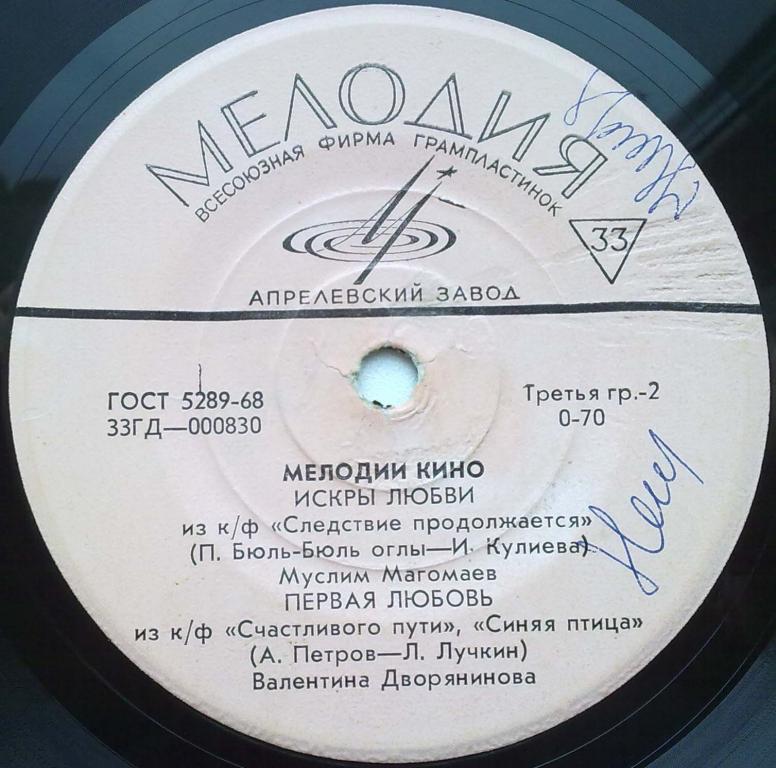 МЕЛОДИЯ
ВСЕСОЮЗНАЯ ФИРМА ГРАМПЛАСТИНОК
33
АПРЕЛЕВСКИЙ ЗАВОД
ГОСТ 5289-68
33ГД—000830
Третья гр.-2
0-70
МЕЛОДИИ КИНО
ИСКРЫ ЛЮБВИ
из к/ф «Следствие продолжается»
(П. Бюль-Бюль оглы—И. Кулиева)
Муслим Магомаев
ПЕРВАЯ ЛЮБОВЬ
из к/ф «Счастливого пути», «Синяя птица»
(А. Петров—Л. Лучкин)
Валентина Дворянинова